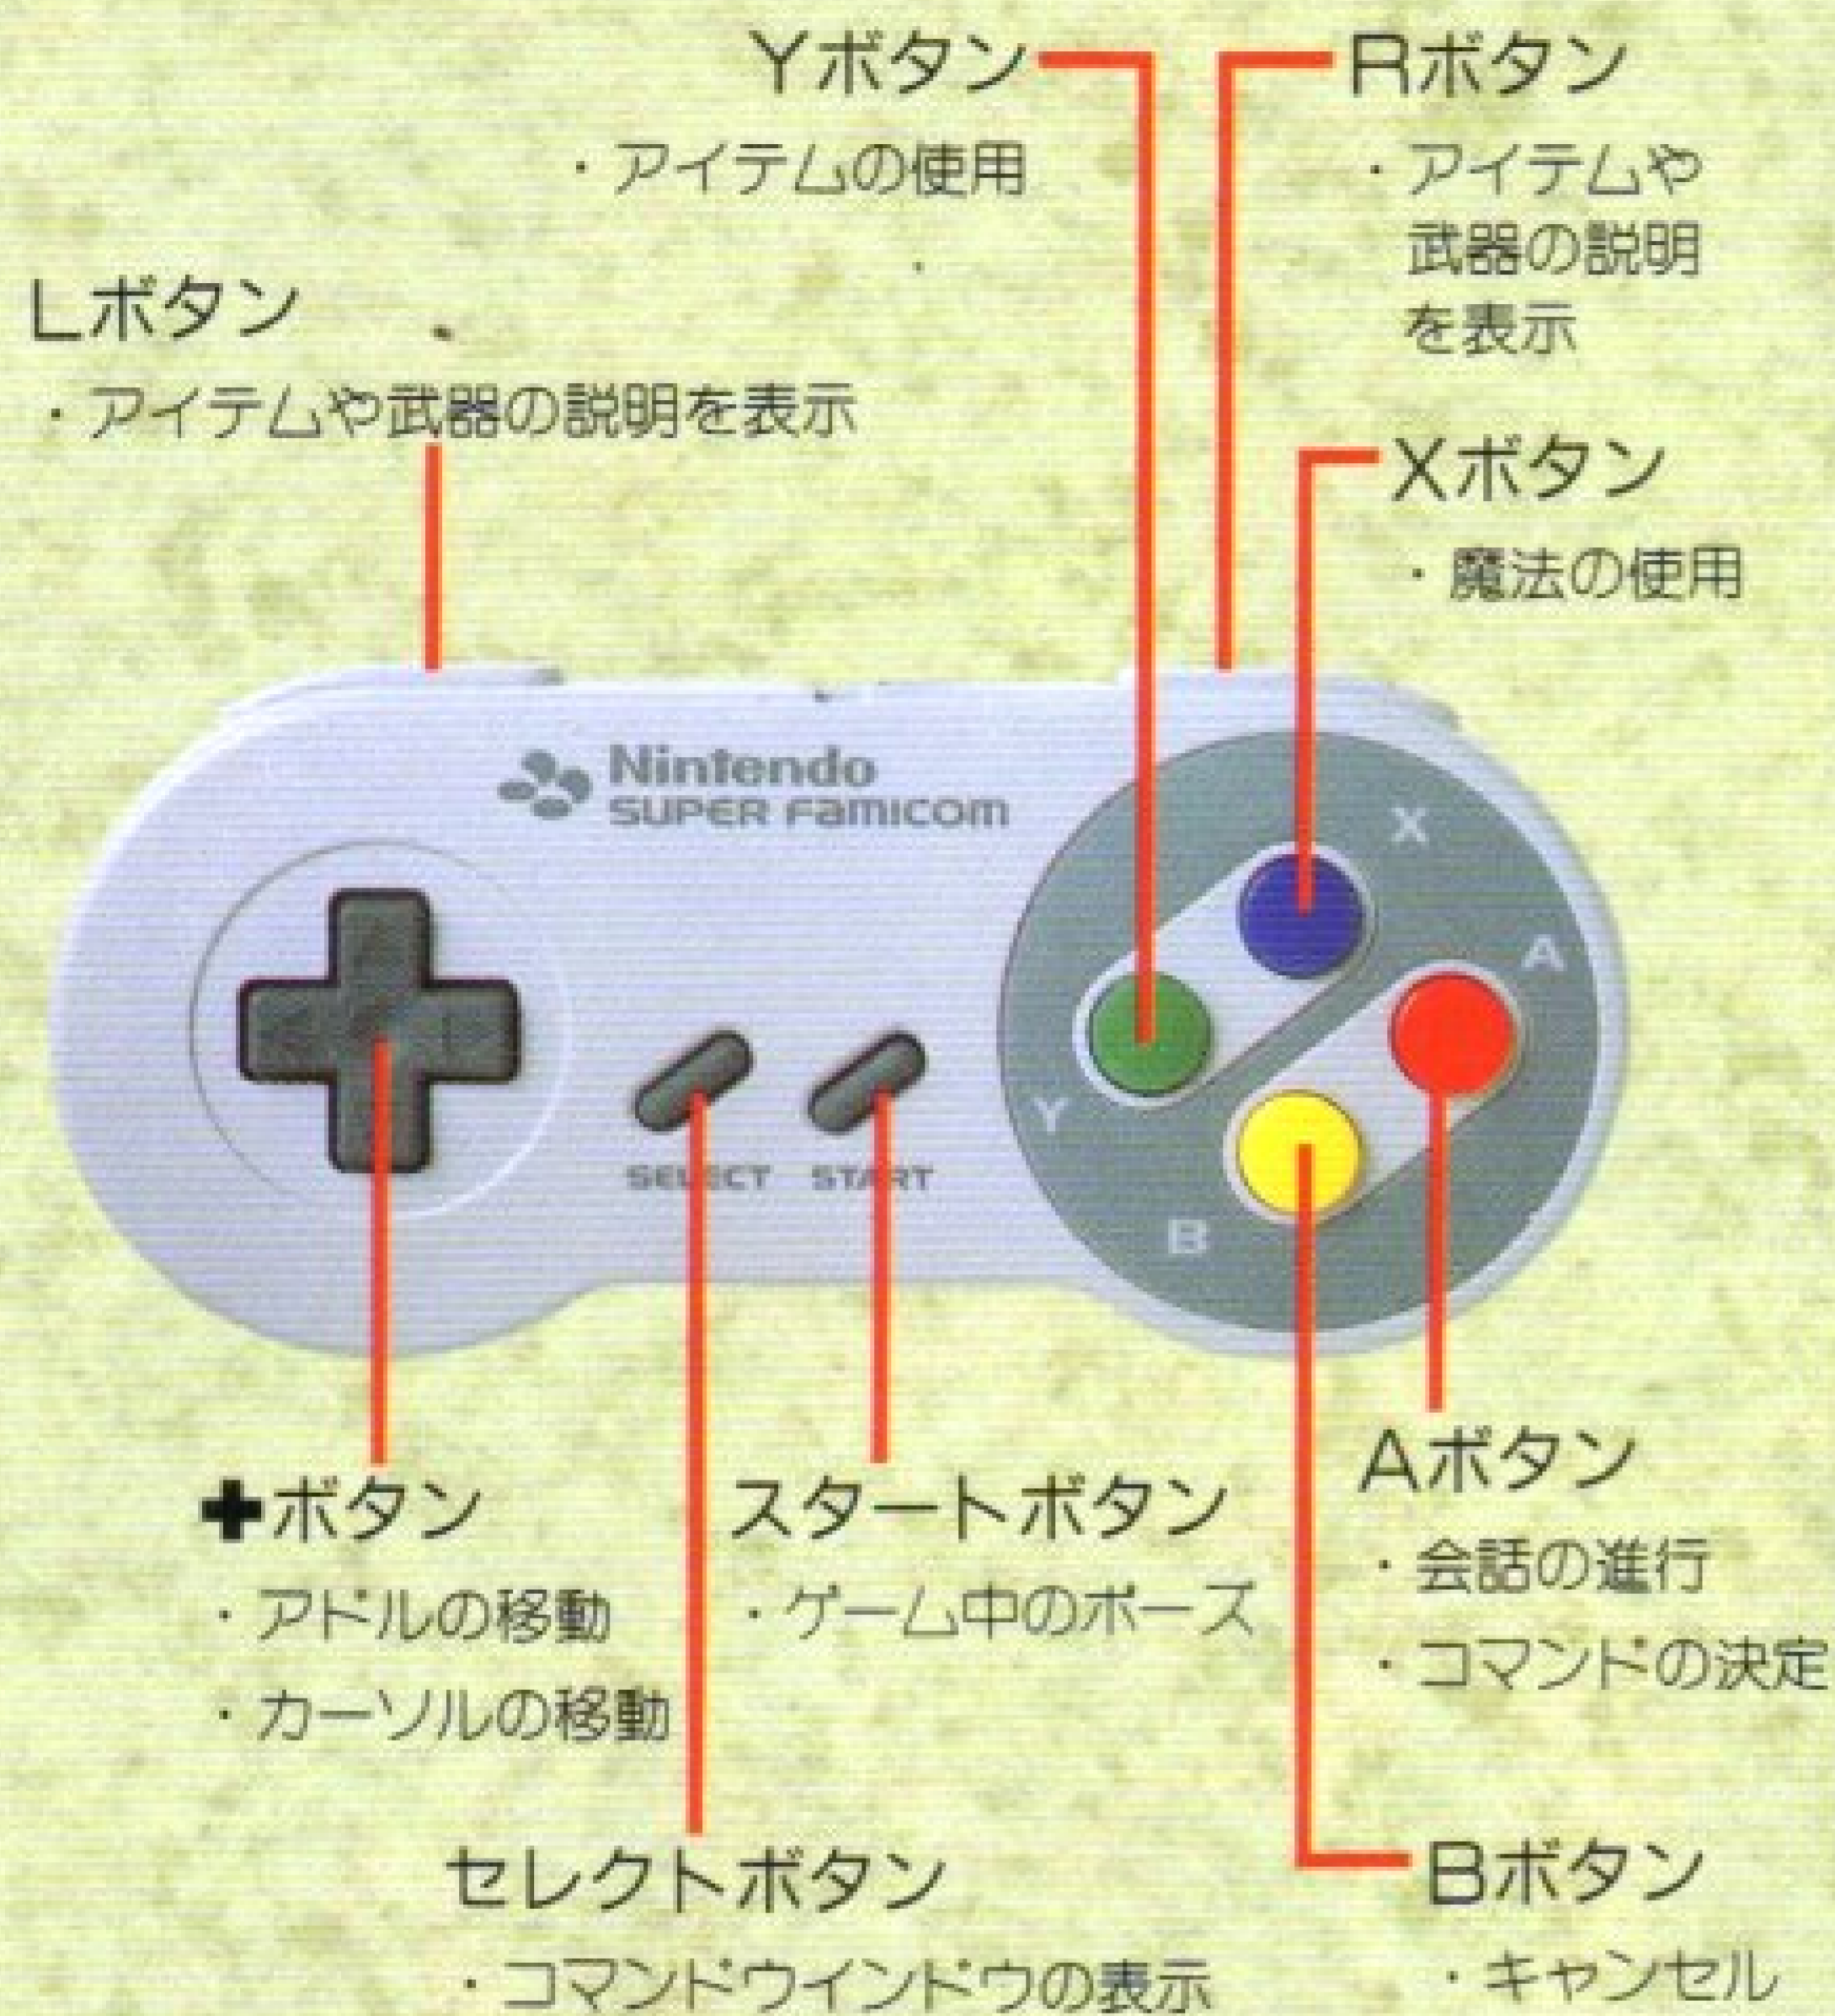 Yボタン
・アイテムの使用
Rボタン
・アイテムや
武器の説明
を表示
Lボタン
・アイテムや武器の説明を表示
Xボタン
・魔法の使用
Nintendo
SUPER FAMICOM
X
A
Y
B
SELECT
START
✚ボタン
・アドルの移動
・カーソルの移動
スタートボタン
・ゲーム中のポーズ
Aボタン
・会話の進行
・コマンドの決定
セレクトボタン
・コマンドウインドウの表示
Bボタン
・キャンセル